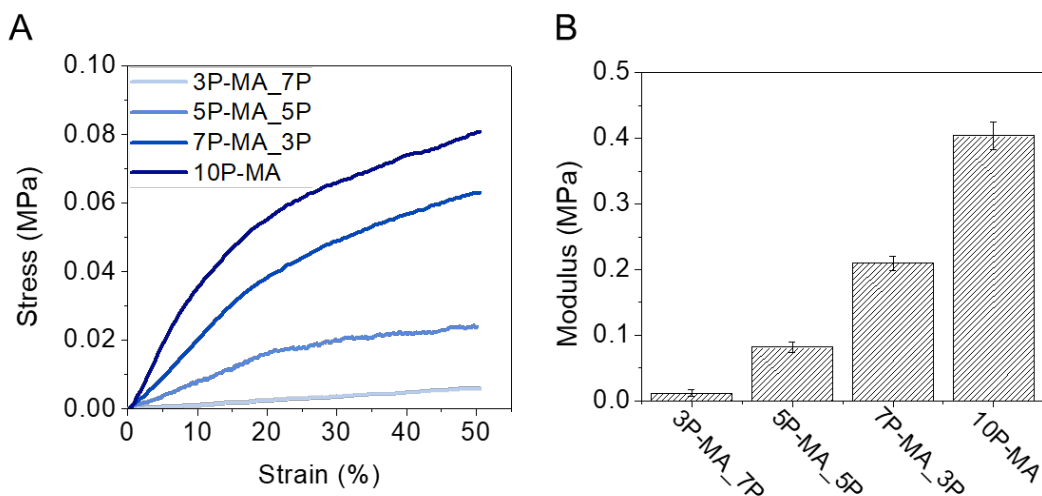 A
0.10
0.08
0.06
0.04
0.02
0.00
Stress (MPa)
3P-MA_7P
5P-MA_5P
7P-MA_3P
10P-MA
0
10
20
30
40
50
Strain (%)
B
0.5
0.4
0.3
0.2
0.1
0.0
Modulus (MPa)
3P-MA_7P
5P-MA_5P
7P-MA_3P
10P-MA